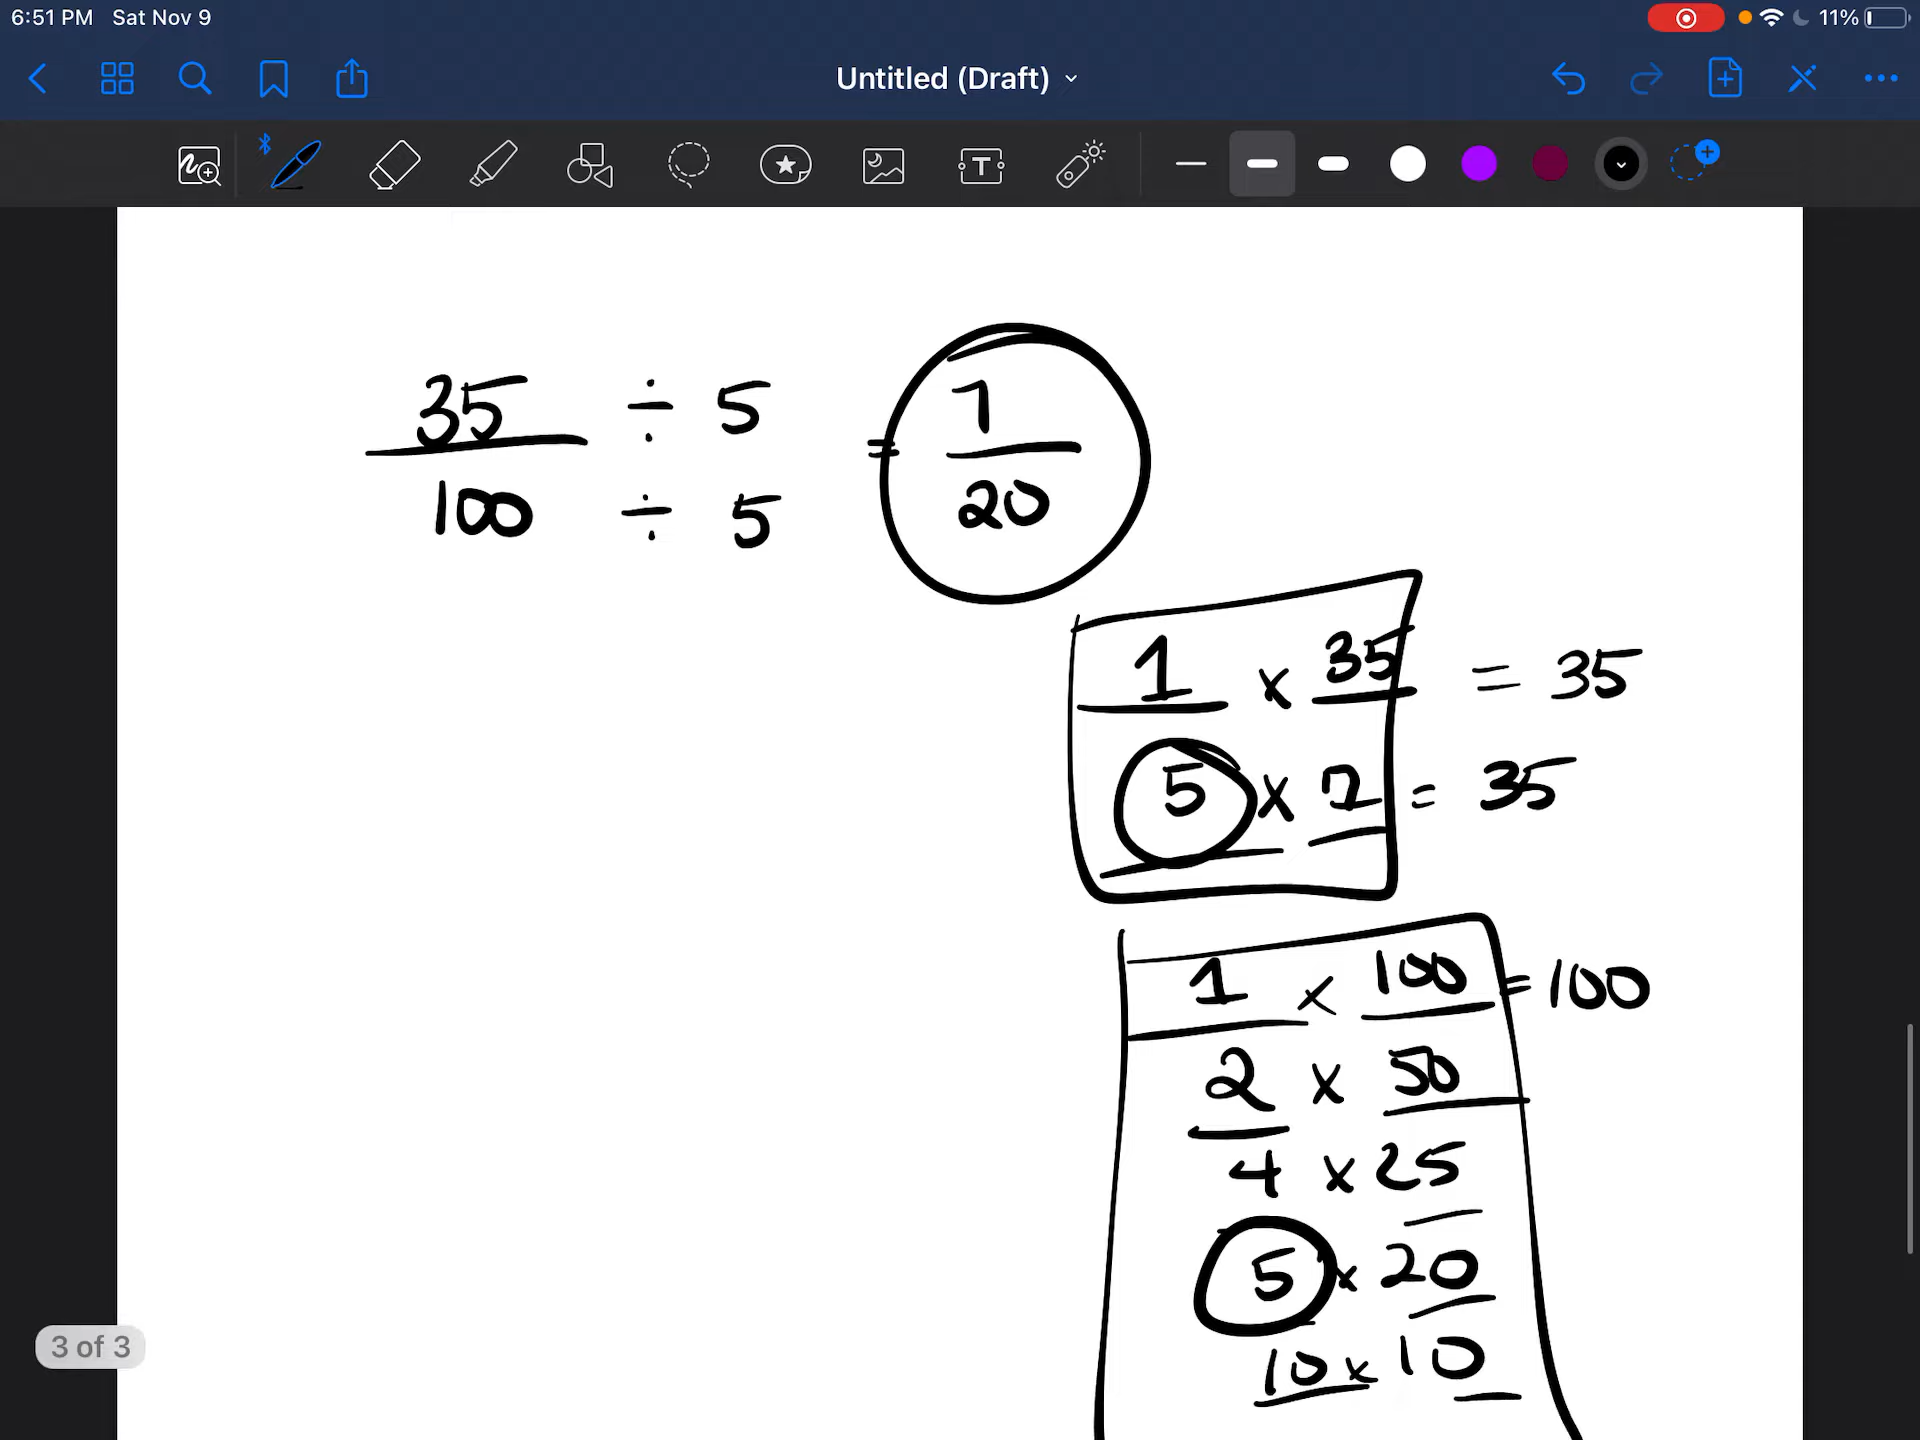 6:51 PM Sat Nov 9 11%
Untitled (Draft)
T
35 ÷ 5 = 7
100 ÷ 5 20
1 x 35 = 35
5 x 7 = 35
1 x 100 = 100
2 x 50
4 x 25
5 x 20
10 x 10
3 of 3